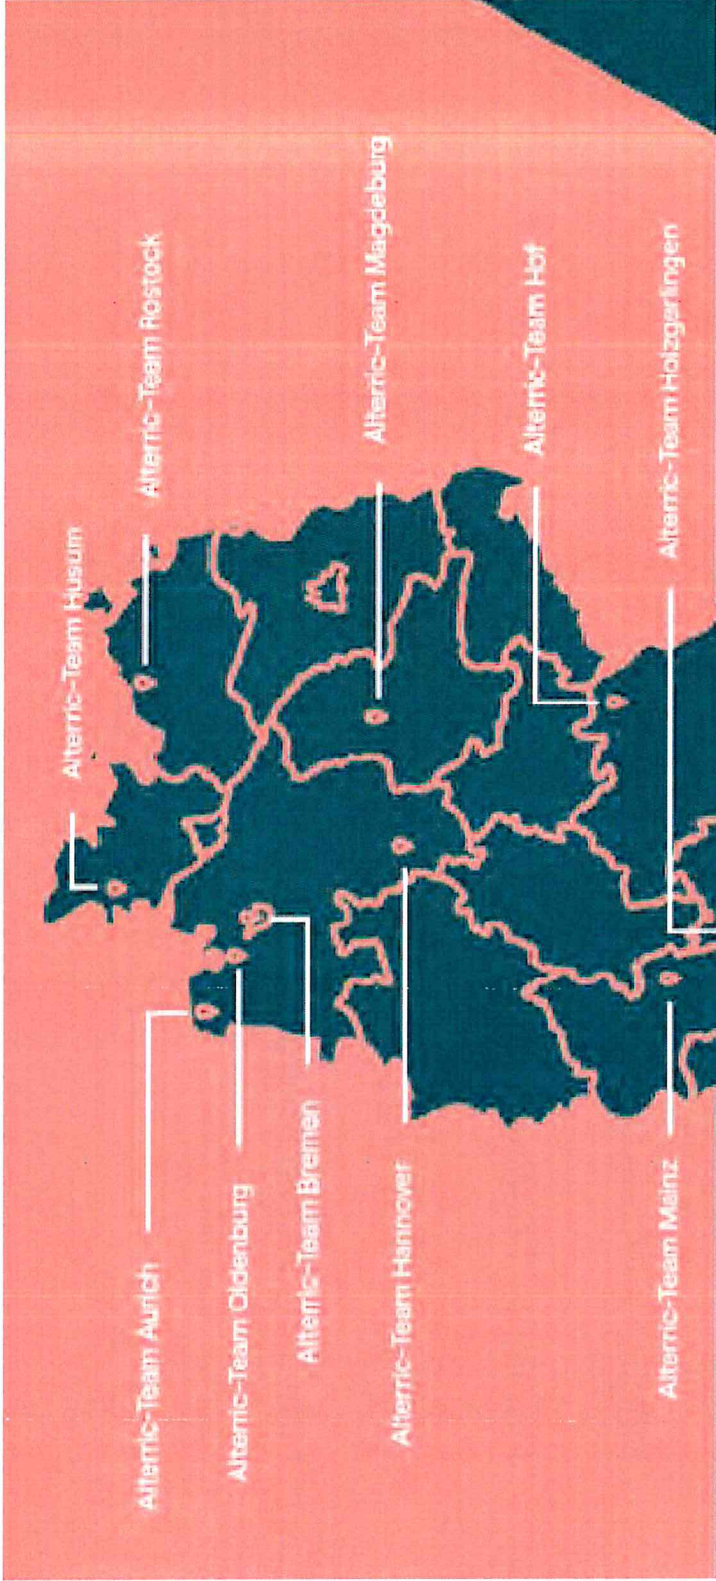 Alterric-Team Husum
Alterric-Team Rostock
Alterric-Team Aurich
Alterric-Team Oldenburg
Alterric-Team Bremen
Alterric-Team Magdeburg
Alterric-Team Hannover
Alterric-Team Hof
Alterric-Team Mainz
Alterric-Team Holzgerlingen